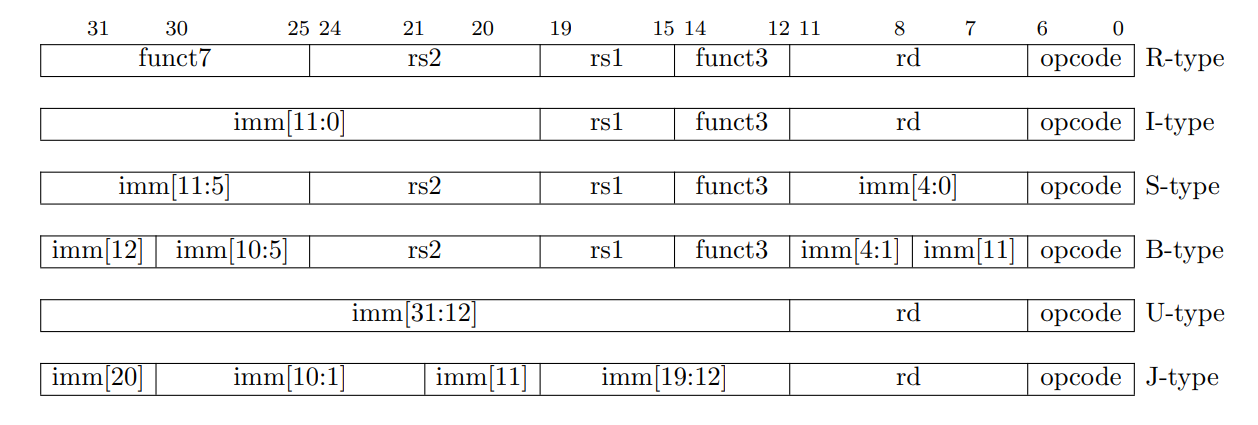 31 30 25 24 21 20 19 15 14 12 11 8 7 6 0
funct7 rs2 rs1 funct3 rd opcode R-type
imm[11:0] rs1 funct3 rd opcode I-type
imm[11:5] rs2 rs1 funct3 imm[4:0] opcode S-type
imm[12] imm[10:5] rs2 rs1 funct3 imm[4:1] imm[11] opcode B-type
imm[31:12] rd opcode U-type
imm[20] imm[10:1] imm[11] imm[19:12] rd opcode J-type